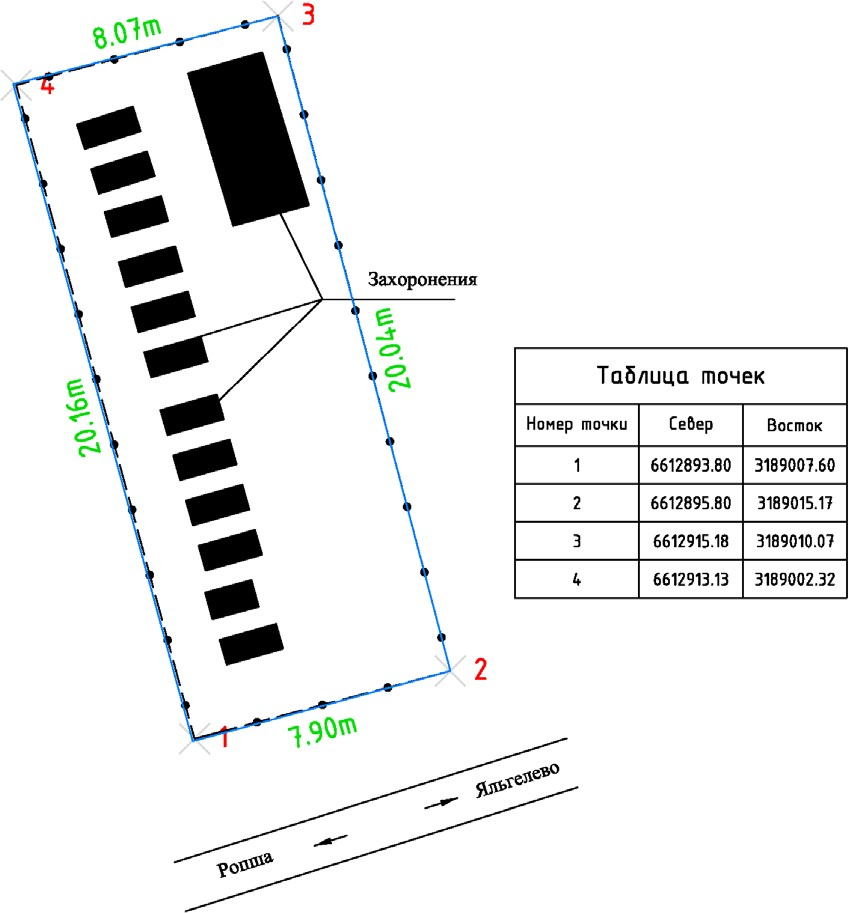 3
8.07m
4
Захоронения
20.04m
20.16m
Таблица точек
Номер точки Север Восток
1 6612893.80 3189007.60
2 6612895.80 3189015.17
3 6612915.18 3189010.07
4 6612913.13 3189002.32
2
1
7.90m
Яльгелево
Ропша